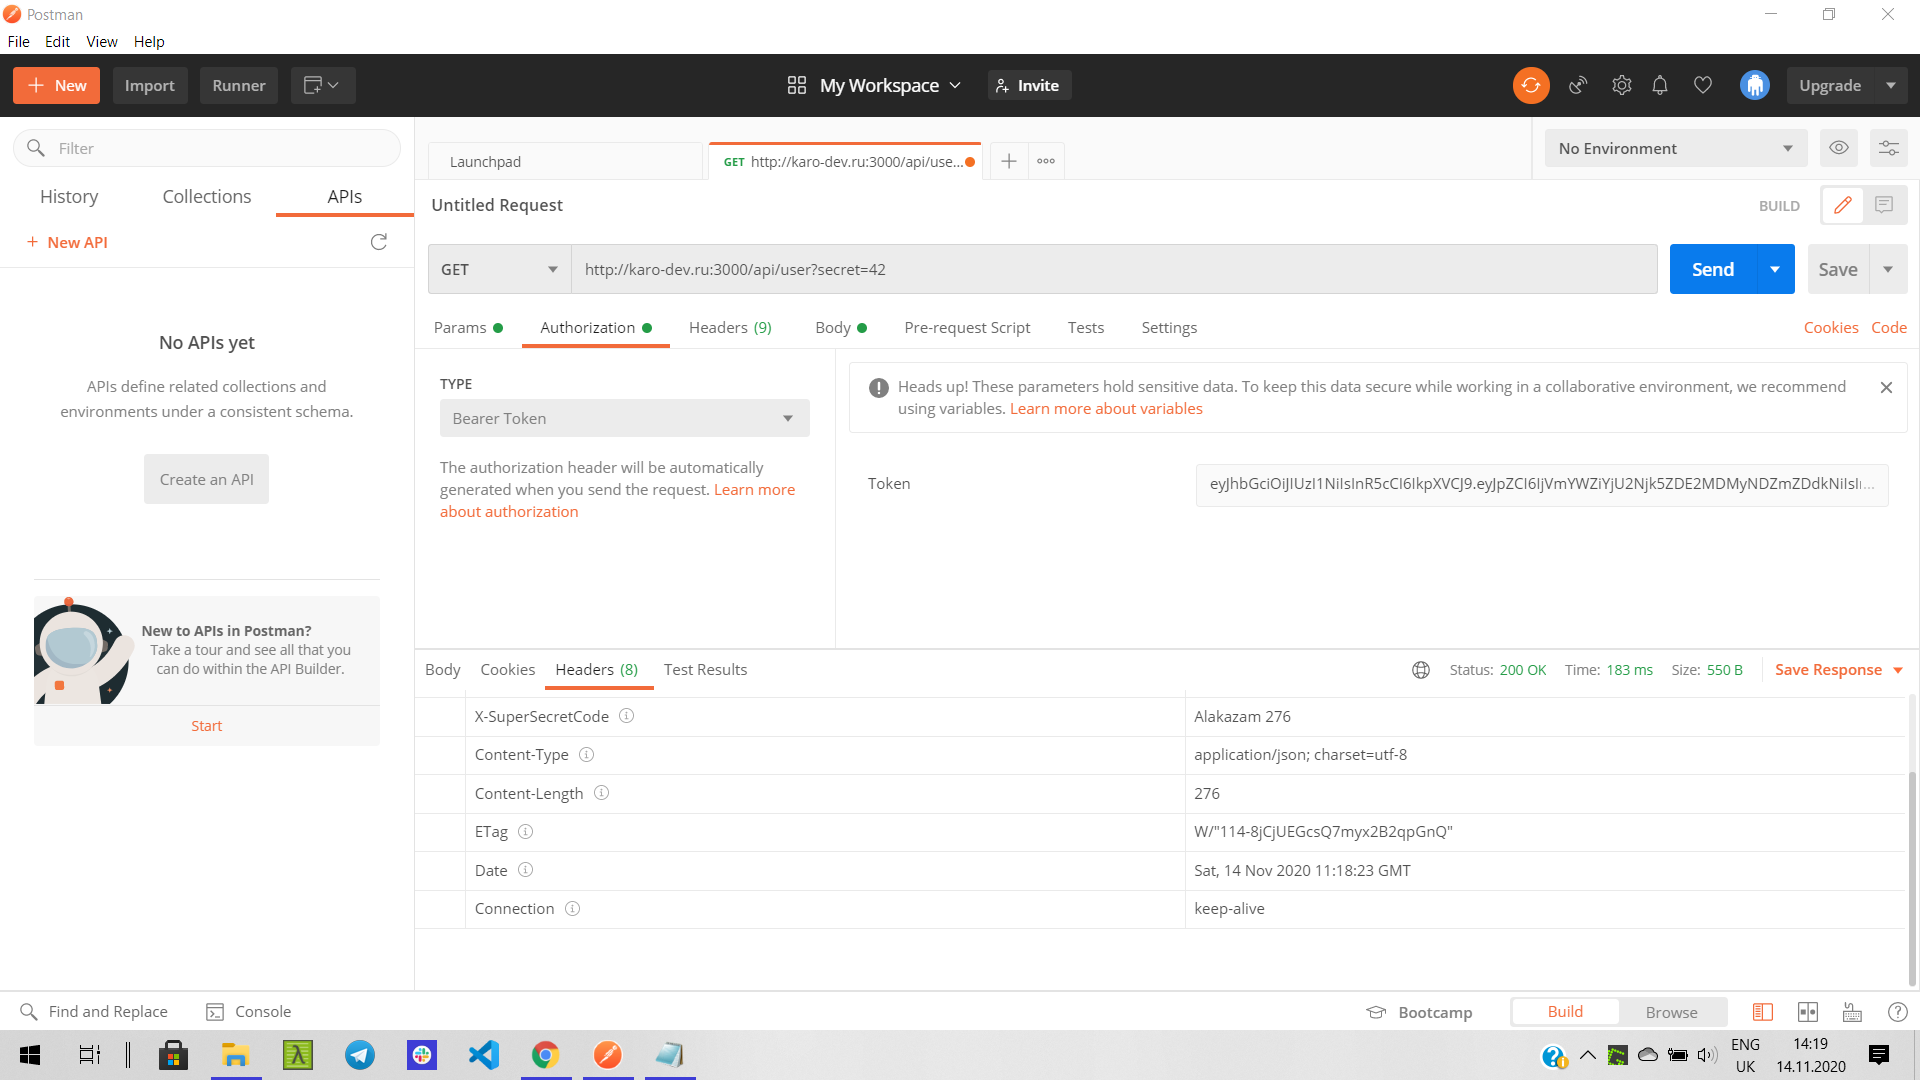 Postman
File Edit View Help
New Import Runner My Workspace Invite Upgrade
Filter
History Collections APIs
New API
No APIs yet
APIs define related collections and
environments under a consistent schema.
Create an API
New to APIs in Postman?
Take a tour and see all that you
can do within the API Builder.
Start
Launchpad GET http://karo-dev.ru:3000/api/use... No Environment
Untitled Request BUILD
GET http://karo-dev.ru:3000/api/user?secret=42 Send Save
Params Authorization Headers (9) Body Pre-request Script Tests Settings Cookies Code
TYPE
Bearer Token
The authorization header will be automatically
generated when you send the request. Learn more
about authorization
Heads up! These parameters hold sensitive data. To keep this data secure while working in a collaborative environment, we recommend
using variables. Learn more about variables
Token
Body Cookies Headers (8) Test Results Status: 200 OK Time: 183 ms Size: 550 B Save Response
X-SuperSecretCode Alakazam 276
Content-Type application/json; charset=utf-8
Content-Length 276
ETag W/"114-8jCjUEGcsQ7myx2B2qpGnQ"
Date Sat, 14 Nov 2020 11:18:23 GMT
Connection keep-alive
Find and Replace Console Bootcamp Build Browse
ENG 14:19
UK 14.11.2020